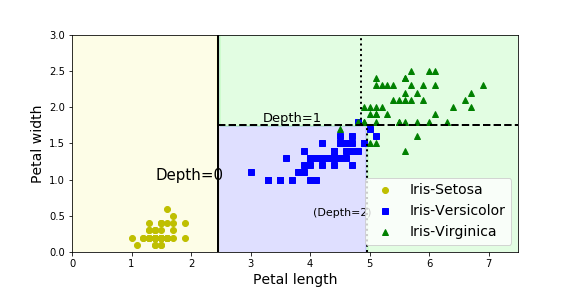 3.0
2.5
2.0
1.5
1.0
0.5
0.0
Petal width
Depth=1
Depth=0
(Depth=2)
Iris-Setosa
Iris-Versicolor
Iris-Virginica
0 1 2 3 4 5 6 7
Petal length